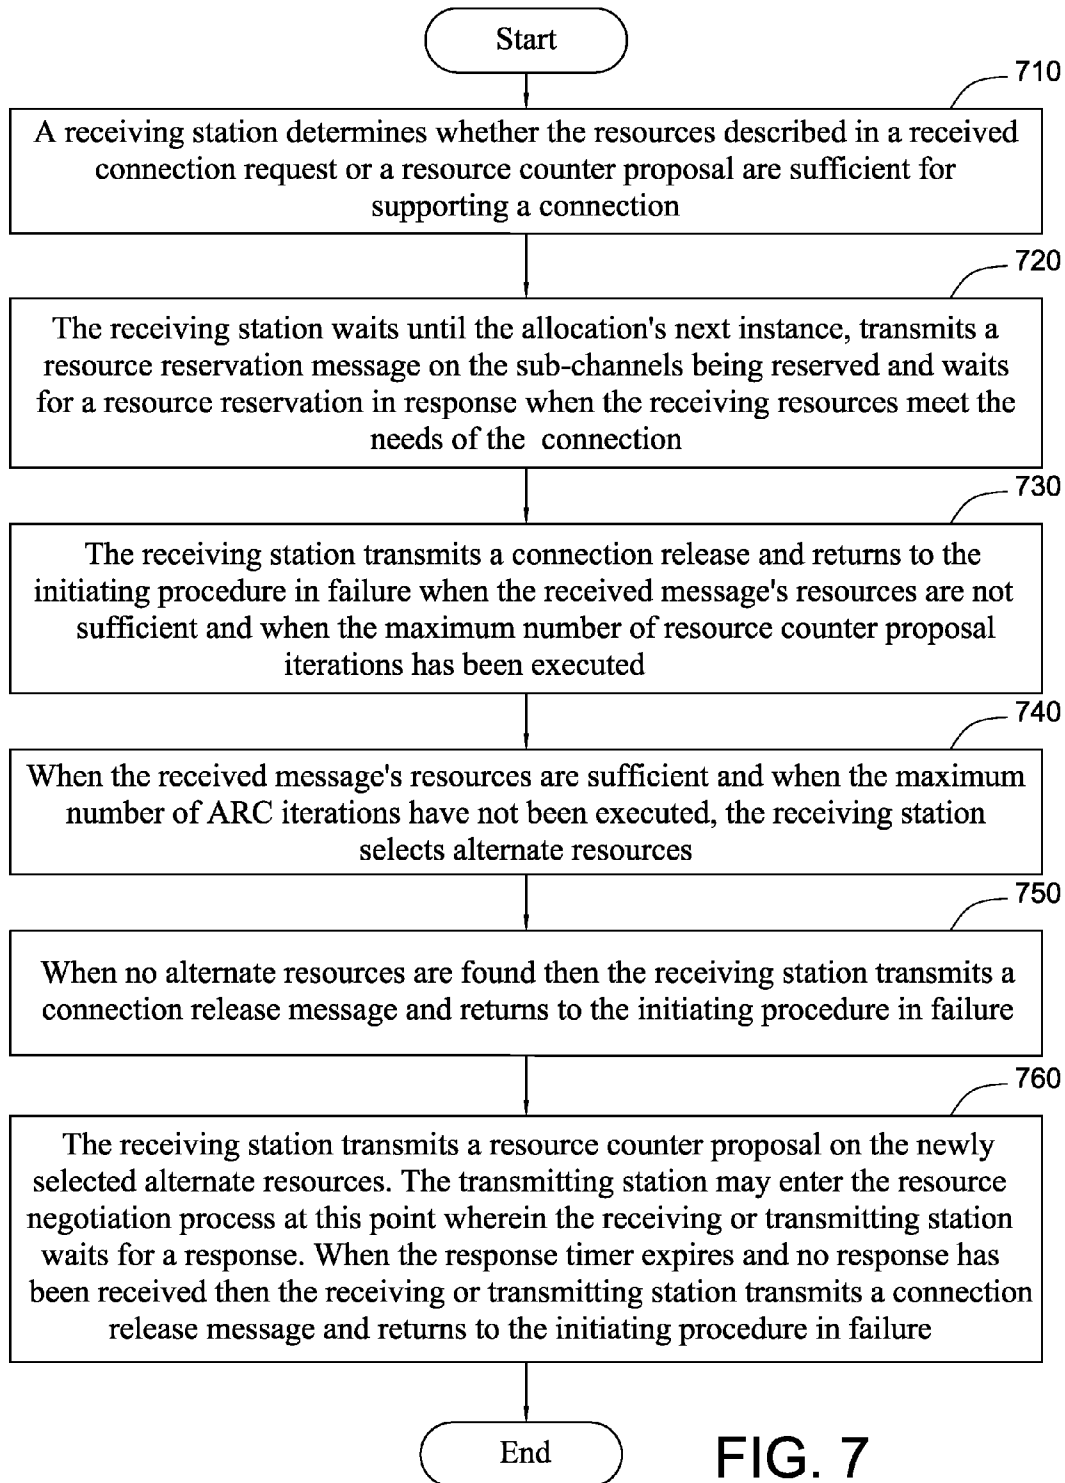 Start
710
A receiving station determines whether the resources described in a received
connection request or a resource counter proposal are sufficient for
supporting a connection
720
The receiving station waits until the allocation's next instance, transmits a
resource reservation message on the sub-channels being reserved and waits
for a resource reservation in response when the receiving resources meet the
needs of the connection
730
The receiving station transmits a connection release and returns to the
initiating procedure in failure when the received message's resources are not
sufficient and when the maximum number of resource counter proposal
iterations has been executed
740
When the received message's resources are sufficient and when the maximum
number of ARC iterations have not been executed, the receiving station
selects alternate resources
750
When no alternate resources are found then the receiving station transmits a
connection release message and returns to the initiating procedure in failure
760
The receiving station transmits a resource counter proposal on the newly
selected alternate resources. The transmitting station may enter the resource
negotiation process at this point wherein the receiving or transmitting station
waits for a response. When the response timer expires and no response has
been received then the receiving or transmitting station transmits a connection
release message and returns to the initiating procedure in failure
End
FIG. 7